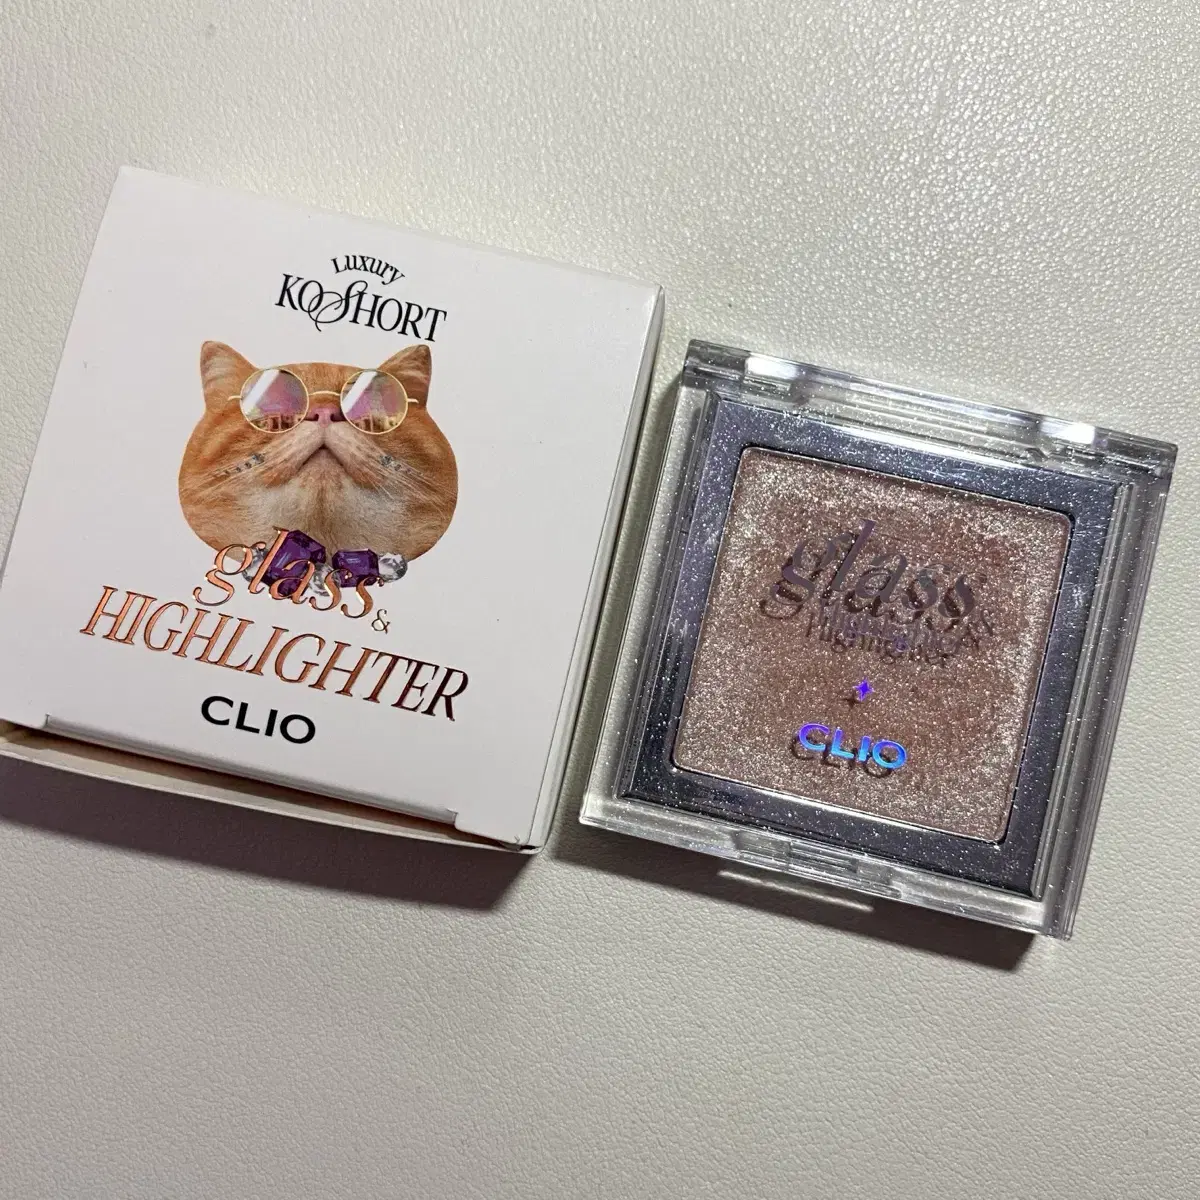 Luxury
KOSHORT
glass
&
HIGHLIGHTER
CLIO
glass
Highlighter
CLIO